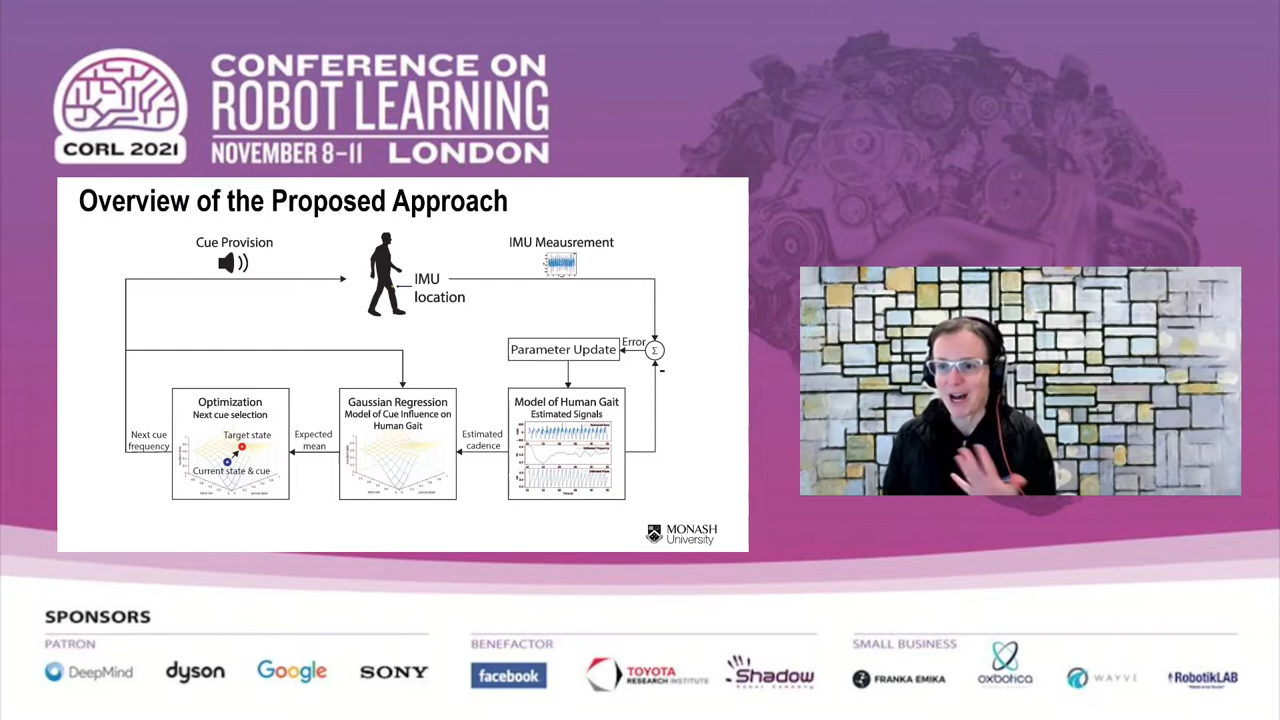 CONFERENCE ON
ROBOT LEARNING
NOVEMBER 8–11 LONDON
CORL 2021
Overview of the Proposed Approach
Cue Provision
IMU Meausrement
IMU
location
Parameter Update
Error
Σ
-
Optimization
Next cue selection
Target state
Current state & cue
Next cue
frequency
Expected
mean
Gaussian Regression
Model of Cue Influence on
Human Gait
Estimated
cadence
Model of Human Gait
Estimated Signals
MONASH
University
SPONSORS
PATRON
DeepMind
dyson
Google
SONY
BENEFACTOR
facebook
TOYOTA
RESEARCH INSTITUTE
Shadow
SMALL BUSINESS
FRANKA EMIKA
oxbotica
WAYVE
RobotikLAB